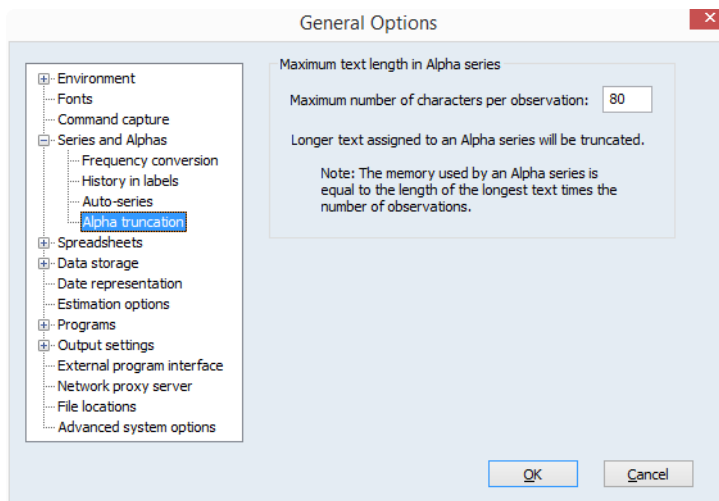 General Options
Environment
Fonts
Command capture
Series and Alphas
Frequency conversion
History in labels
Auto-series
Alpha truncation
Spreadsheets
Data storage
Date representation
Estimation options
Programs
Output settings
External program interface
Network proxy server
File locations
Advanced system options
Maximum text length in Alpha series
Maximum number of characters per observation: 80
Longer text assigned to an Alpha series will be truncated.
Note: The memory used by an Alpha series is
equal to the length of the longest text times the
number of observations.
OK
Cancel